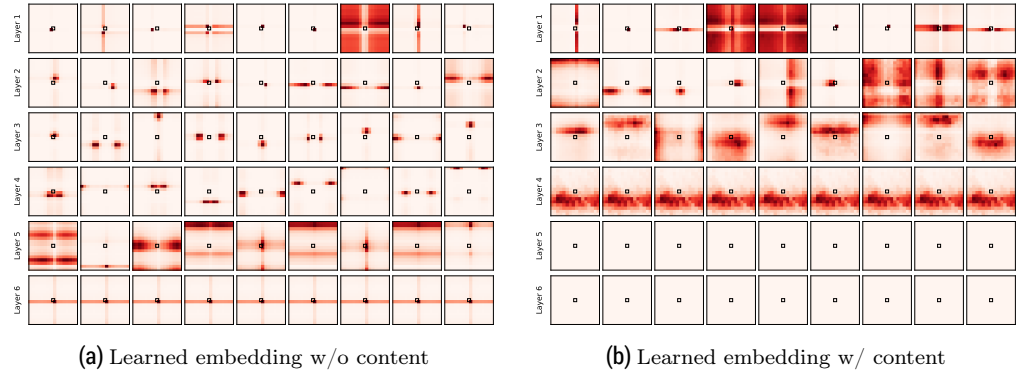 Layer 1
Layer 2
Layer 3
Layer 4
Layer 5
Layer 6
(a) Learned embedding w/o content
Layer 1
Layer 2
Layer 3
Layer 4
Layer 5
Layer 6
(b) Learned embedding w/ content